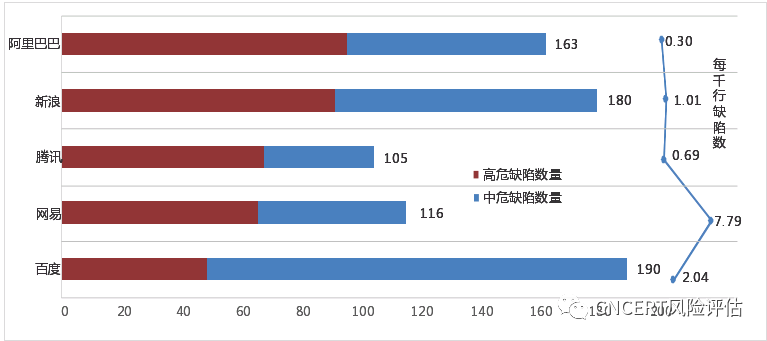 阿里巴巴 163 0.30
每千行缺陷数
新浪 180 1.01
腾讯 105 0.69
高危缺陷数量
中危缺陷数量
网易 116 7.79
百度 190 2.04
0 20 40 60 80 100 120 140 160 180 200
CNCERT风险评估